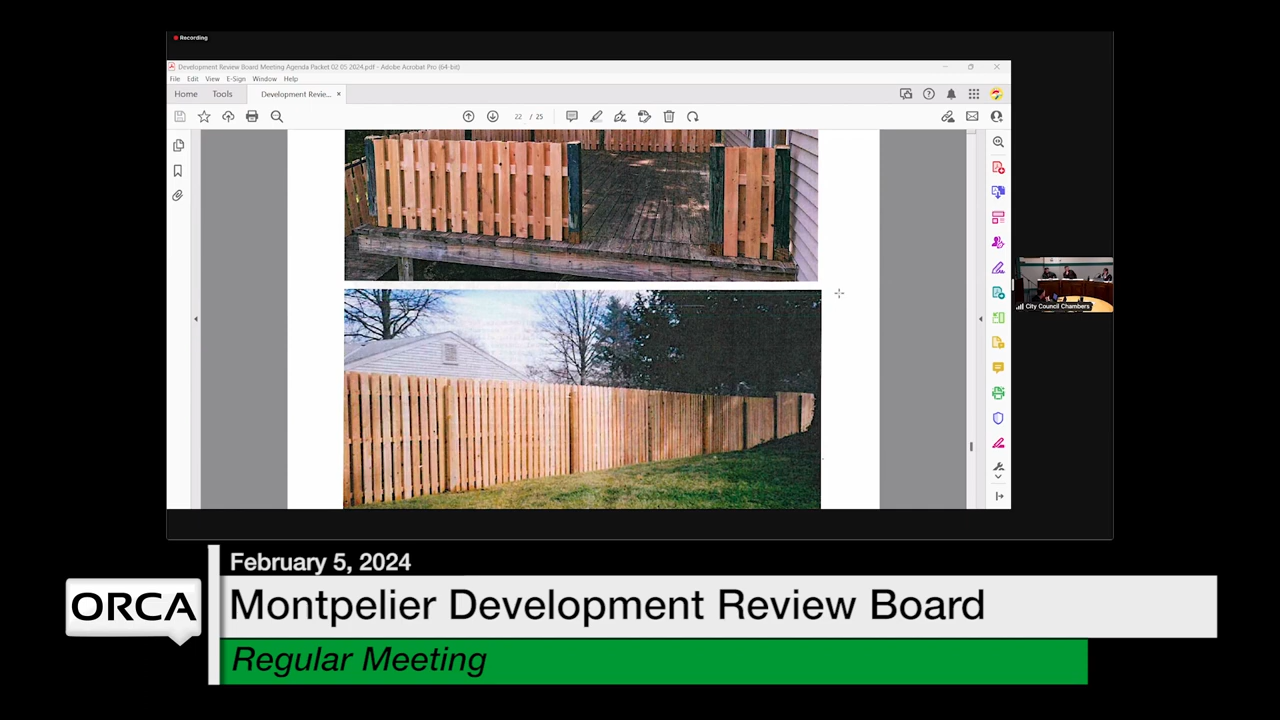 Recording
Development Review Board Meeting Agenda Packet 02 05 2024.pdf - Adobe Acrobat Pro (64-bit)
File Edit View E-Sign Window Help
Home Tools Development Revie... ×
22 / 25
City Council Chambers
February 5, 2024
ORCA
Montpelier Development Review Board
Regular Meeting